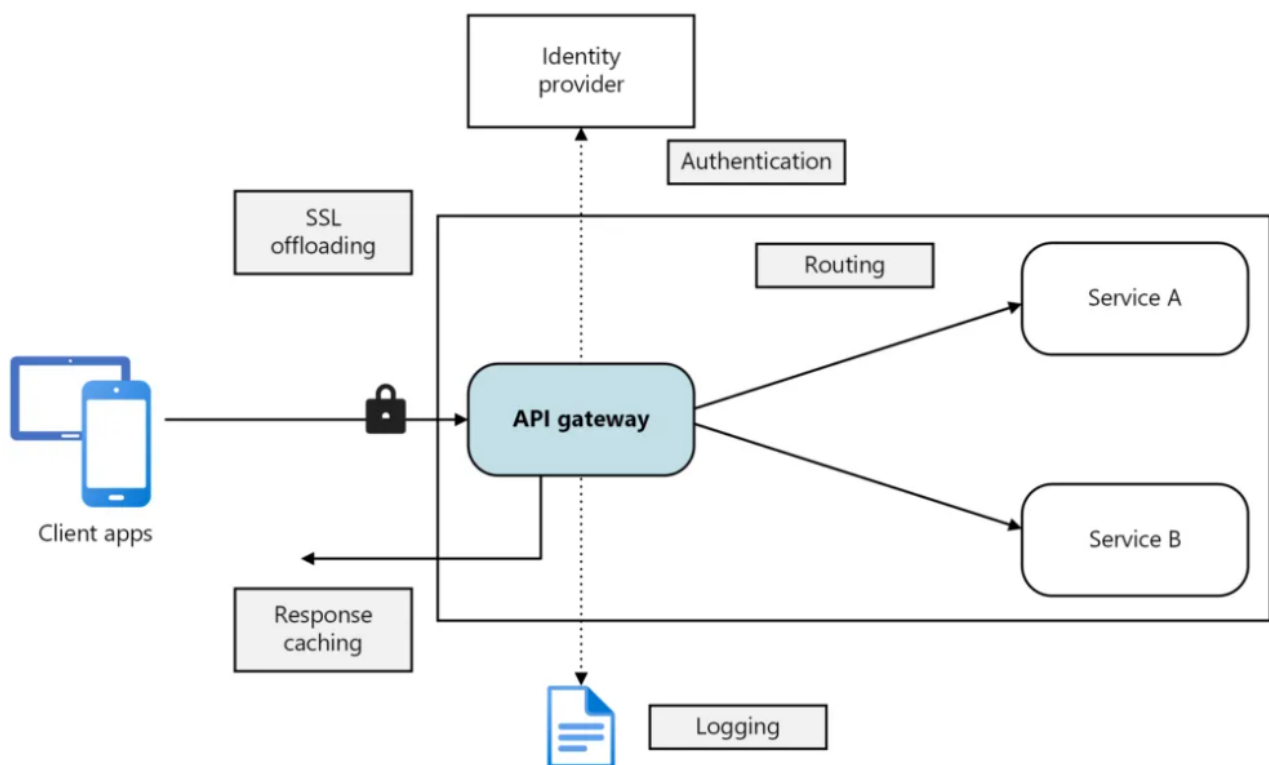 Identity
provider
Authentication
SSL
offloading
Routing
Service A
API gateway
Client apps
Service B
Response
caching
Logging